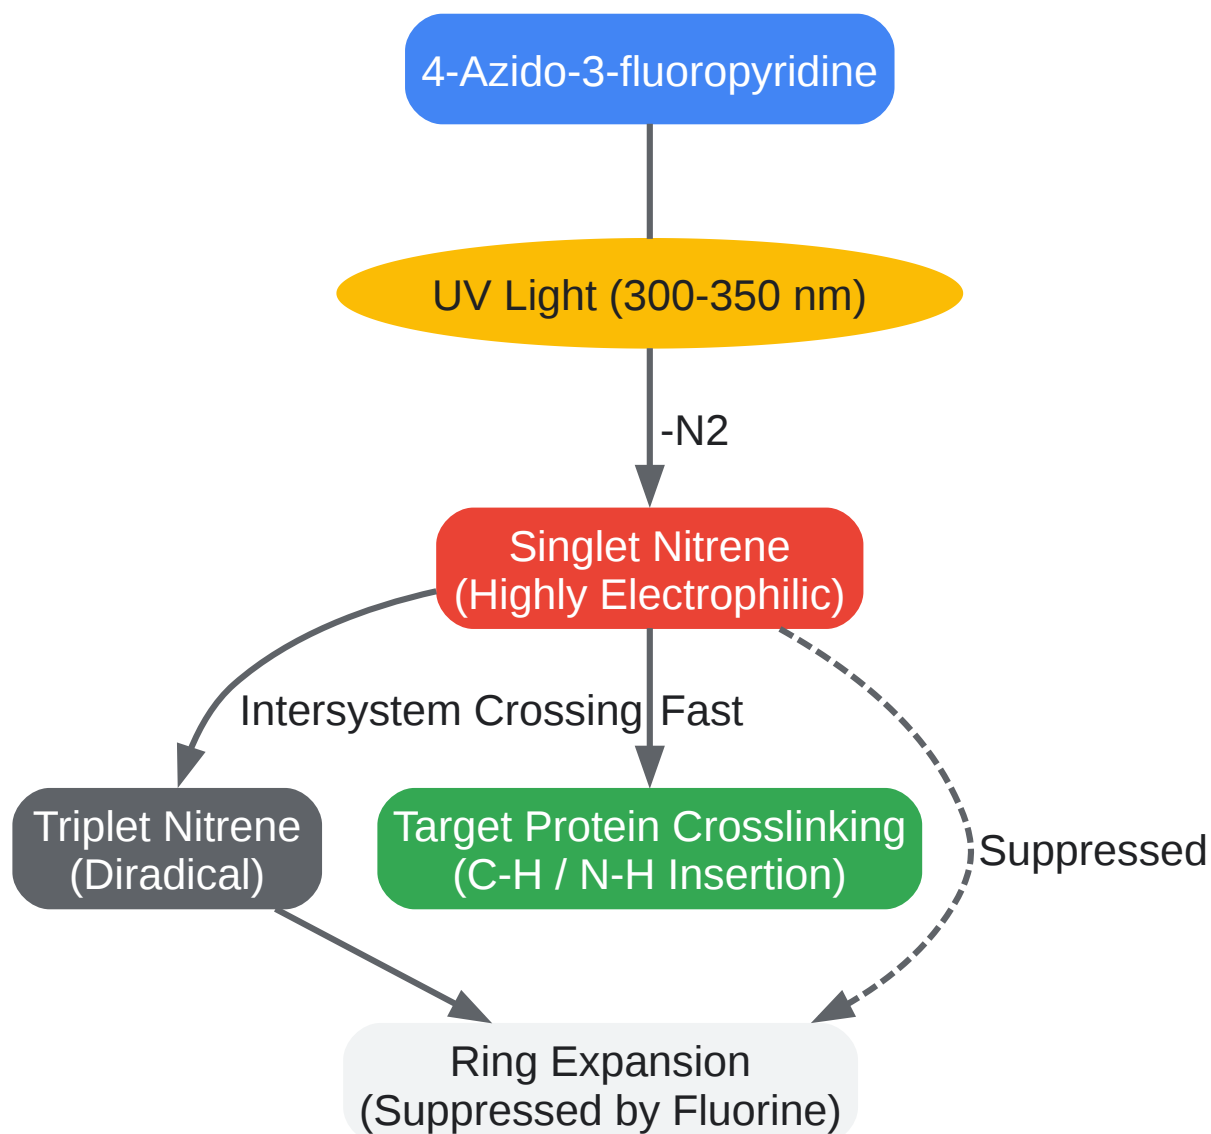 4-Azido-3-fluoropyridine
UV Light (300-350 nm)
-N2
Singlet Nitrene
(Highly Electrophilic)
Intersystem Crossing
Fast
Triplet Nitrene
(Diradical)
Target Protein Crosslinking
(C-H / N-H Insertion)
Suppressed
Ring Expansion
(Suppressed by Fluorine)